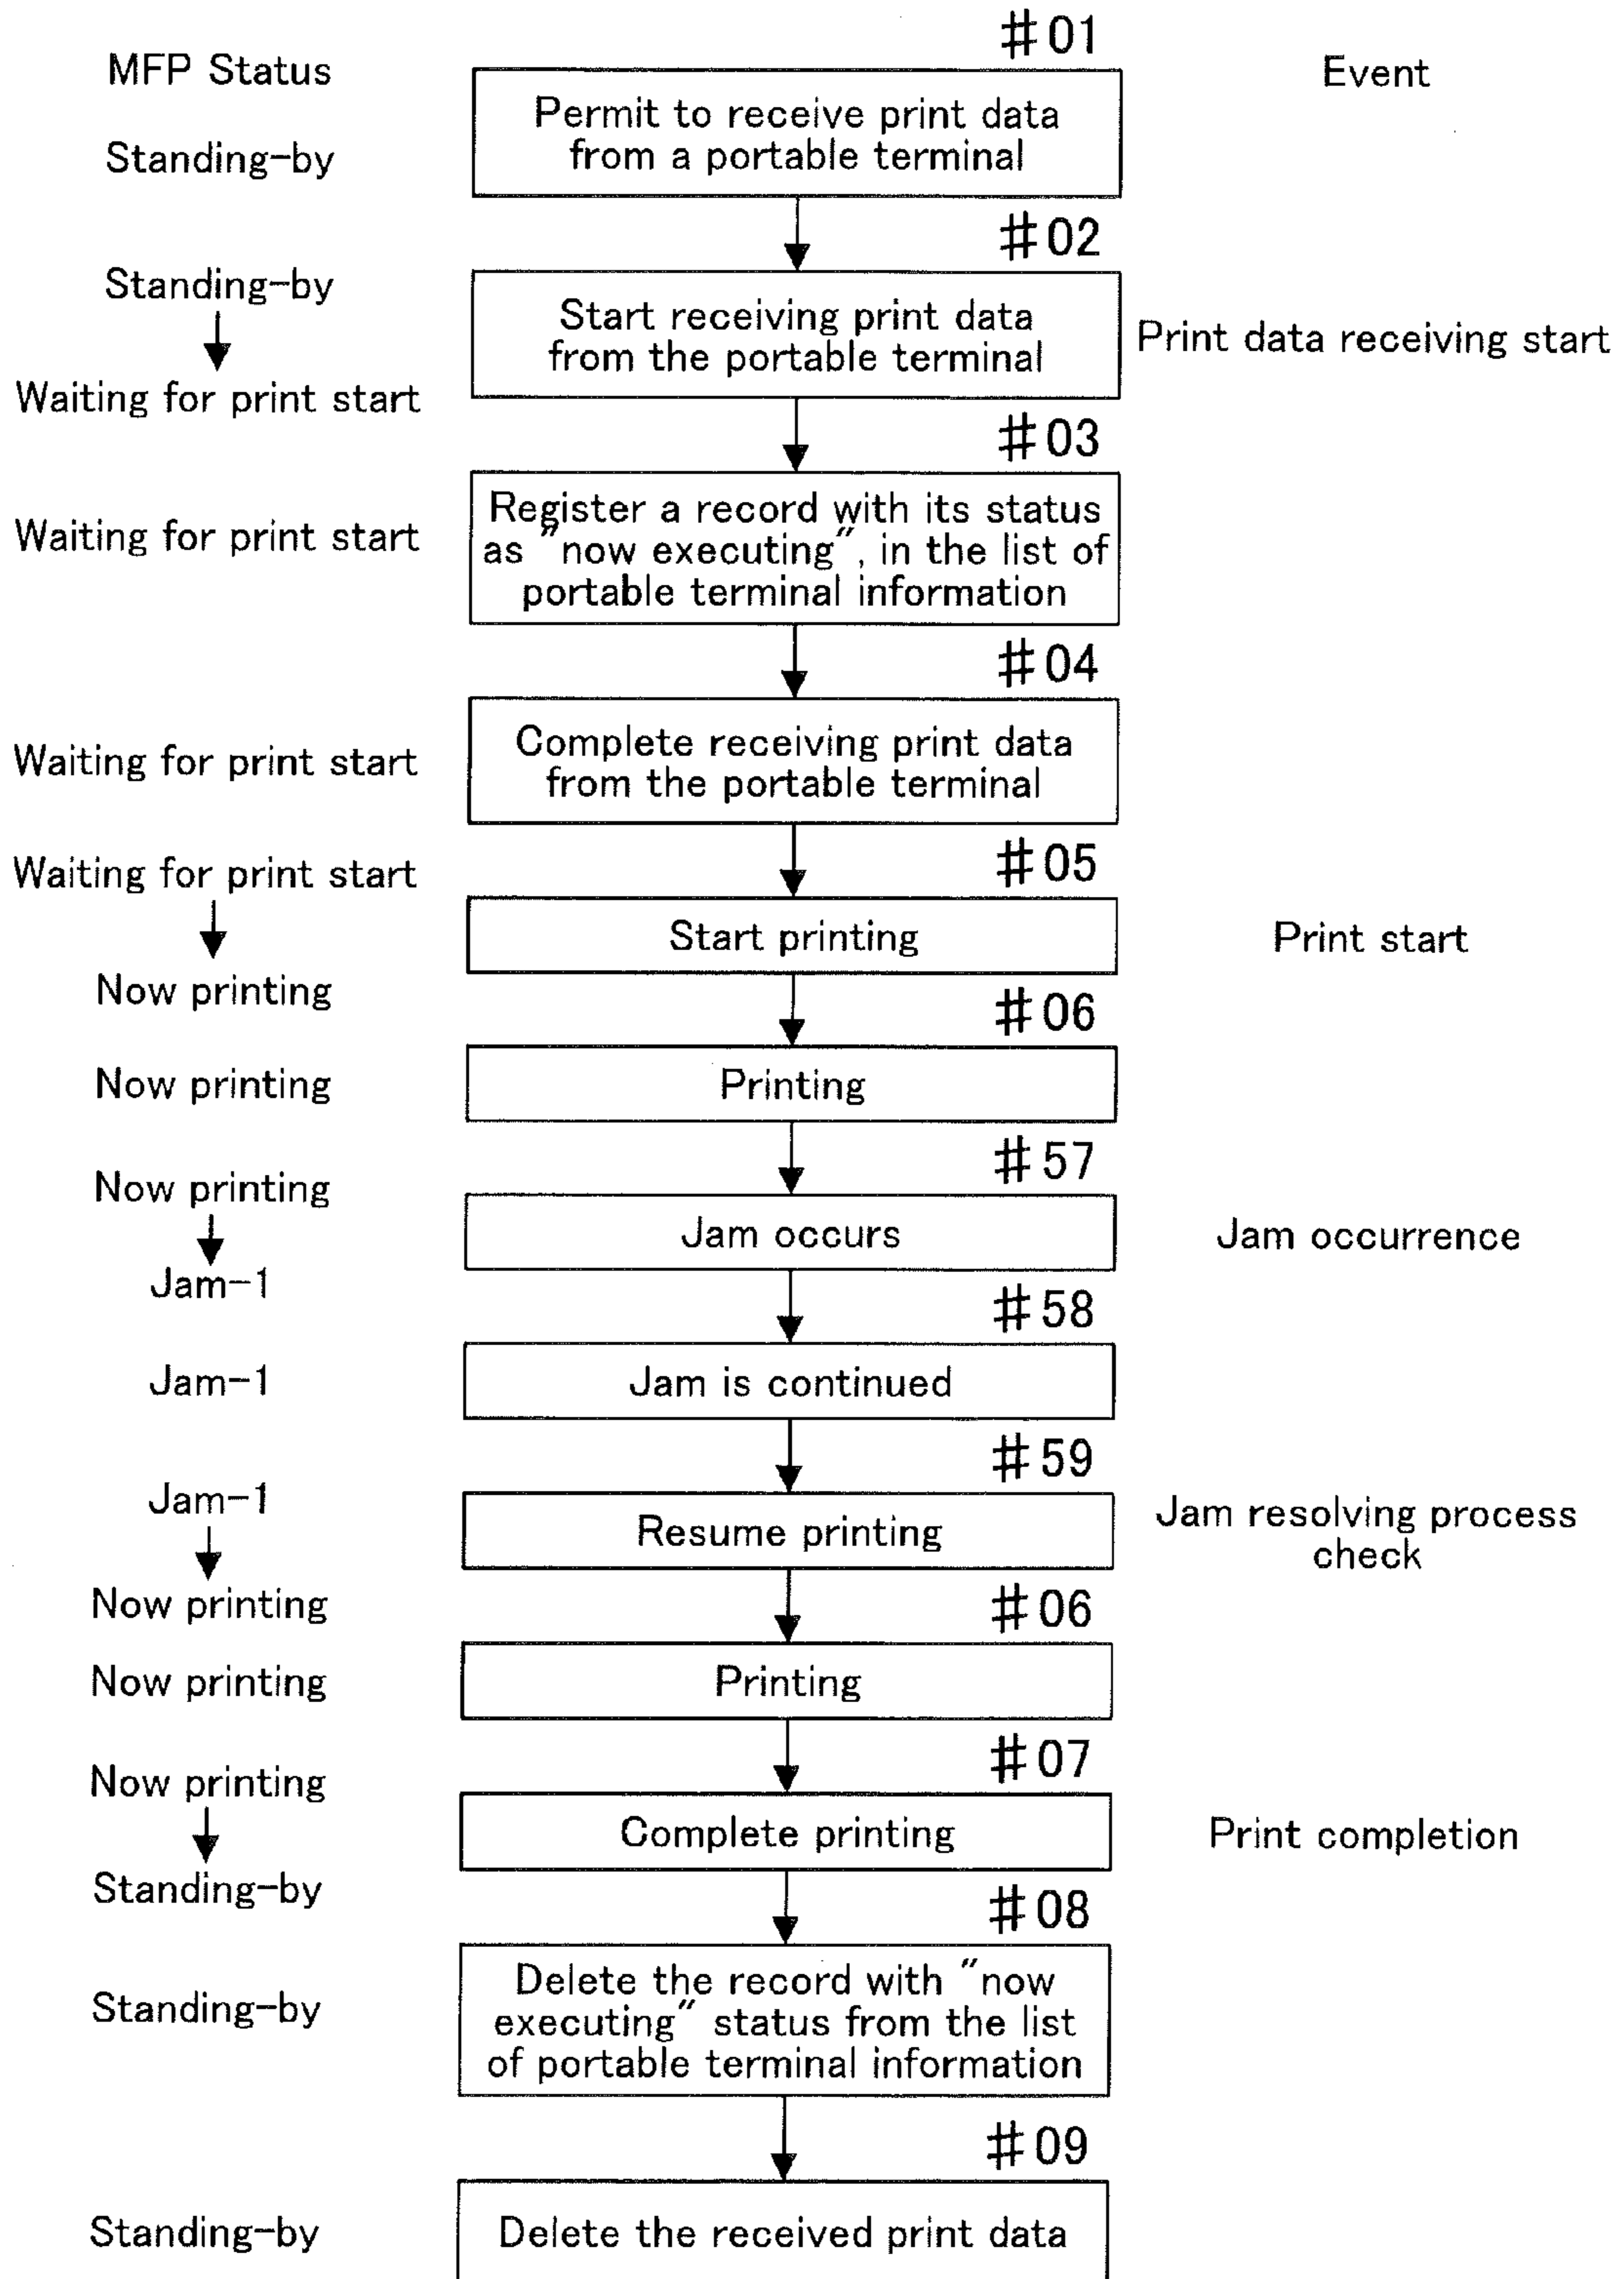 #01
MFP Status
Event
Permit to receive print data
from a portable terminal
Standing-by
#02
Standing-by
Start receiving print data
from the portable terminal
Print data receiving start
Waiting for print start
#03
Waiting for print start
Register a record with its status
as "now executing", in the list of
portable terminal information
#04
Waiting for print start
Complete receiving print data
from the portable terminal
#05
Waiting for print start
Start printing
Print start
Now printing
#06
Now printing
Printing
#57
Now printing
Jam occurs
Jam occurrence
Jam-1
#58
Jam-1
Jam is continued
#59
Jam-1
Resume printing
Jam resolving process
check
Now printing
#06
Now printing
Printing
#07
Now printing
Complete printing
Print completion
Standing-by
#08
Standing-by
Delete the record with "now
executing" status from the list
of portable terminal information
#09
Standing-by
Delete the received print data